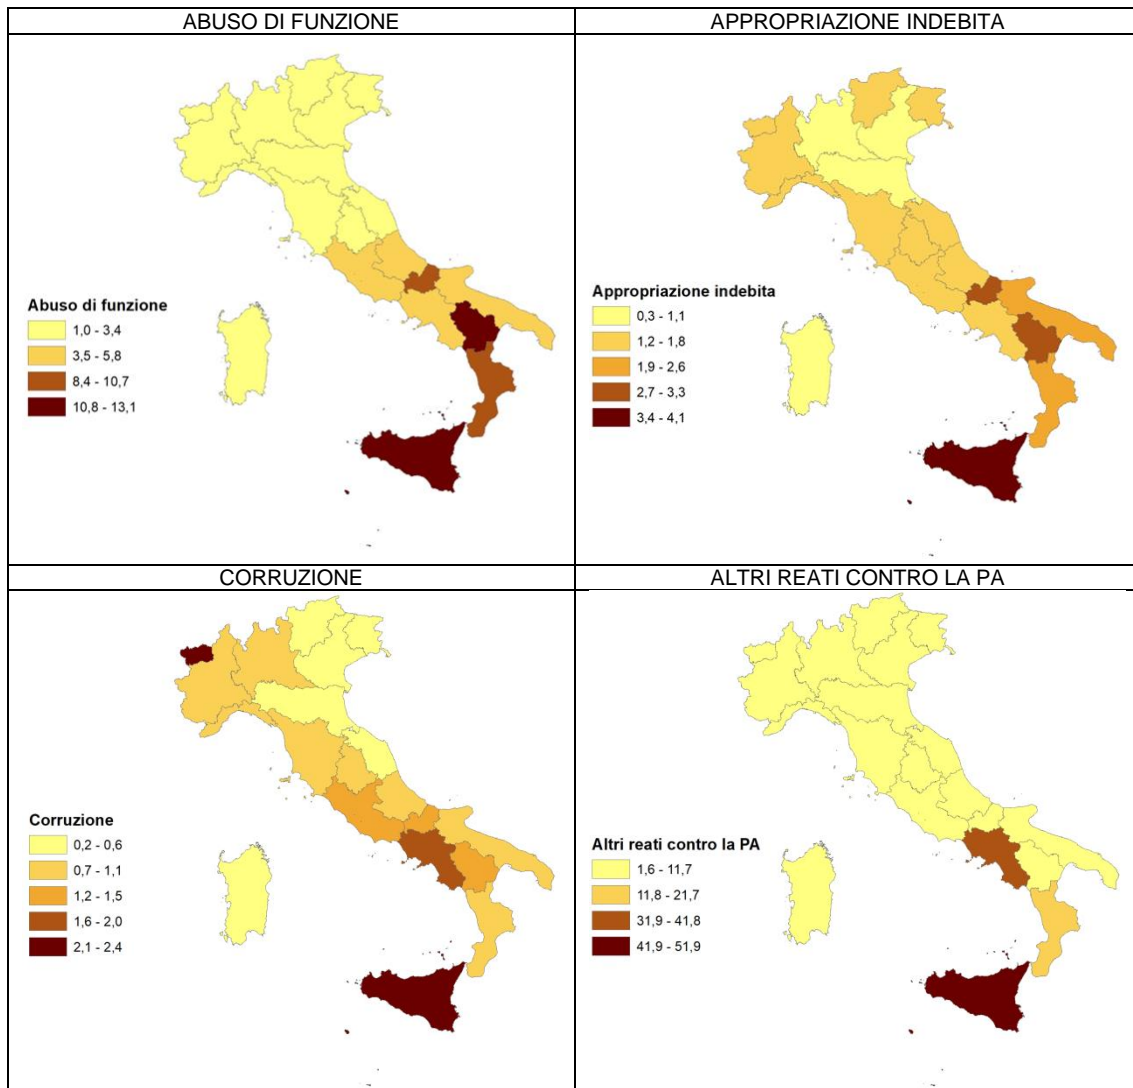 ABUSO DI FUNZIONE
APPROPRIAZIONE INDEBITA
Abuso di funzione
1,0 - 3,4
3,5 - 5,8
8,4 - 10,7
10,8 - 13,1
Appropriazione indebita
0,3 - 1,1
1,2 - 1,8
1,9 - 2,6
2,7 - 3,3
3,4 - 4,1
CORRUZIONE
ALTRI REATI CONTRO LA PA
Corruzione
0,2 - 0,6
0,7 - 1,1
1,2 - 1,5
1,6 - 2,0
2,1 - 2,4
Altri reati contro la PA
1,6 - 11,7
11,8 - 21,7
31,9 - 41,8
41,9 - 51,9